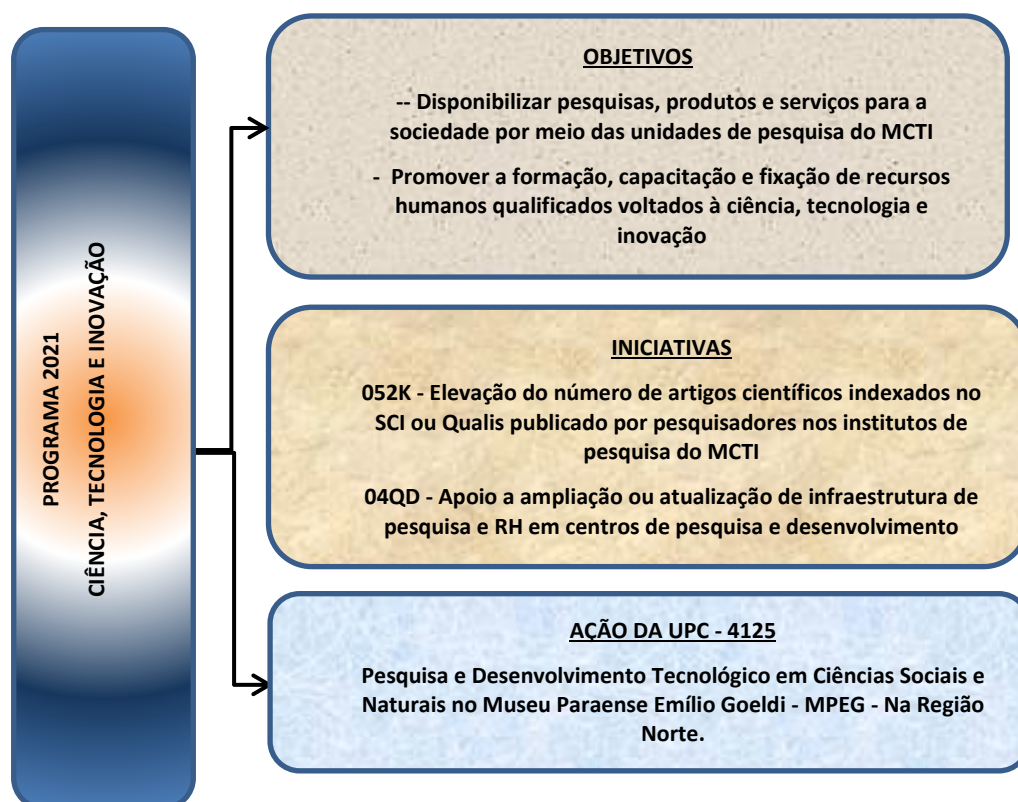 PROGRAMA 2021
CIÊNCIA, TECNOLOGIA E INOVAÇÃO
OBJETIVOS
-- Disponibilizar pesquisas, produtos e serviços para a
sociedade por meio das unidades de pesquisa do MCTI
- Promover a formação, capacitação e fixação de recursos
humanos qualificados voltados à ciência, tecnologia e
inovação
INICIATIVAS
052K - Elevação do número de artigos científicos indexados no
SCI ou Qualis publicado por pesquisadores nos institutos de
pesquisa do MCTI
04QD - Apoio a ampliação ou atualização de infraestrutura de
pesquisa e RH em centros de pesquisa e desenvolvimento
AÇÃO DA UPC - 4125
Pesquisa e Desenvolvimento Tecnológico em Ciências Sociais e
Naturais no Museu Paraense Emílio Goeldi - MPEG - Na Região
Norte.